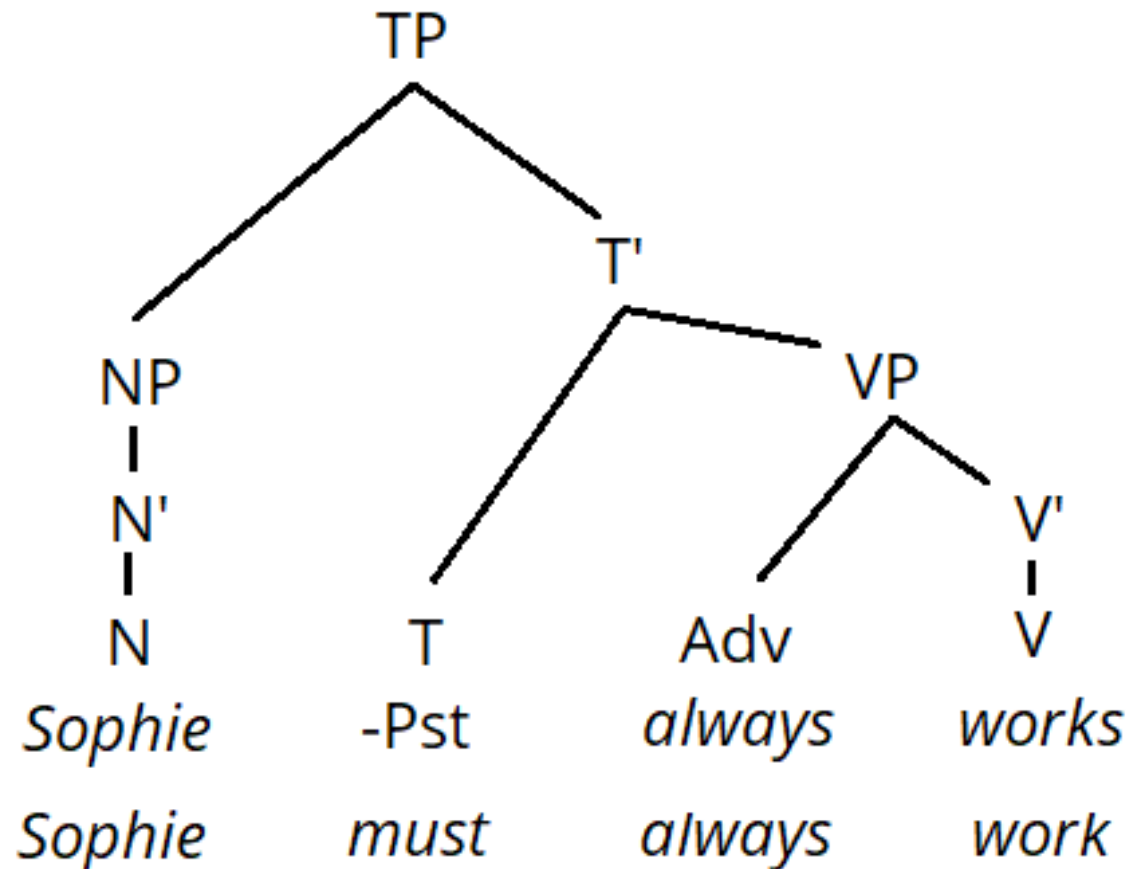 TP
T'
NP
VP
N'
V'
N T Adv V
Sophie -Pst always works
Sophie must always work